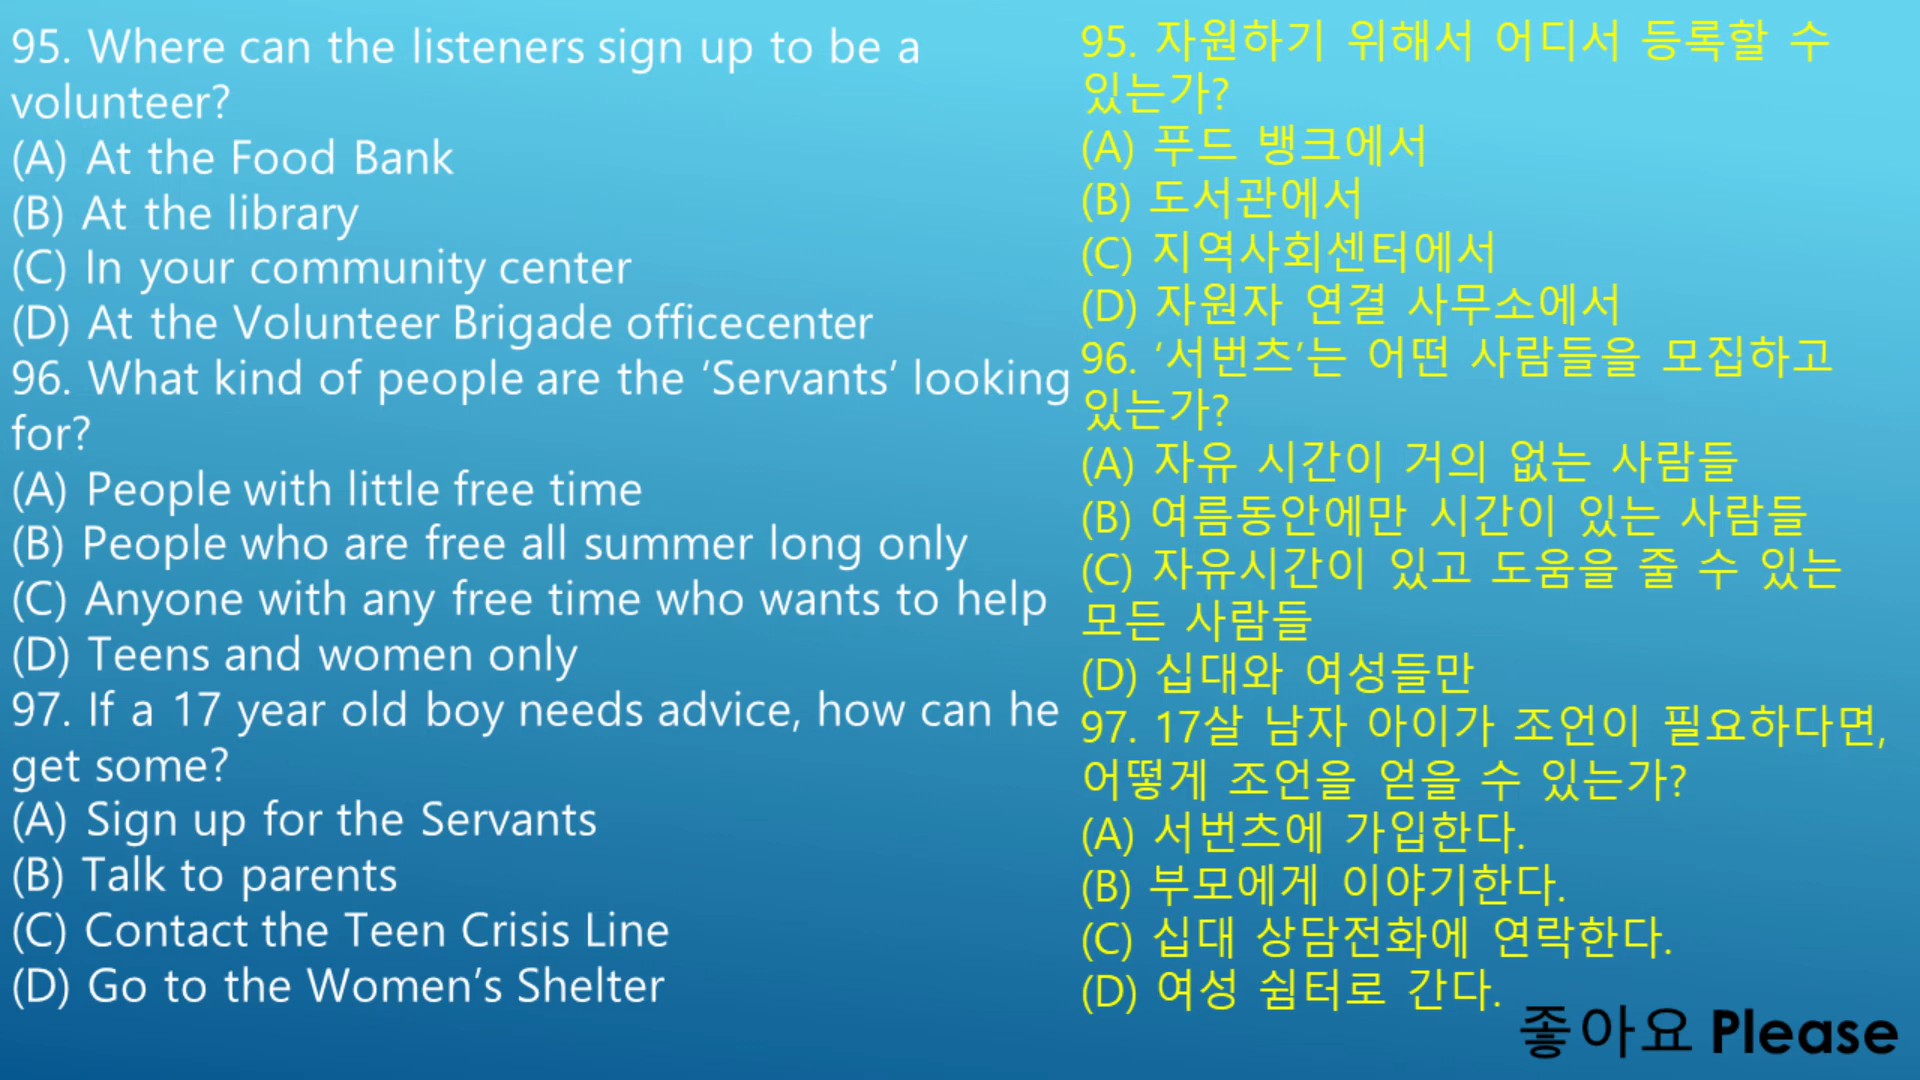 95. Where can the listeners sign up to be a
volunteer?
(A) At the Food Bank
(B) At the library
(C) In your community center
(D) At the Volunteer Brigade officecenter
96. What kind of people are the ‘Servants’ looking
for?
(A) People with little free time
(B) People who are free all summer long only
(C) Anyone with any free time who wants to help
(D) Teens and women only
97. If a 17 year old boy needs advice, how can he
get some?
(A) Sign up for the Servants
(B) Talk to parents
(C) Contact the Teen Crisis Line
(D) Go to the Women’s Shelter
95. 자원하기 위해서 어디서 등록할 수
있는가?
(A) 푸드 뱅크에서
(B) 도서관에서
(C) 지역사회센터에서
(D) 자원자 연결 사무소에서
96. ‘서번츠’는 어떤 사람들을 모집하고
있는가?
(A) 자유 시간이 거의 없는 사람들
(B) 여름동안에만 시간이 있는 사람들
(C) 자유시간이 있고 도움을 줄 수 있는
모든 사람들
(D) 십대와 여성들만
97. 17살 남자 아이가 조언이 필요하다면,
어떻게 조언을 얻을 수 있는가?
(A) 서번츠에 가입한다.
(B) 부모에게 이야기한다.
(C) 십대 상담전화에 연락한다.
(D) 여성 쉼터로 간다.
좋아요 Please